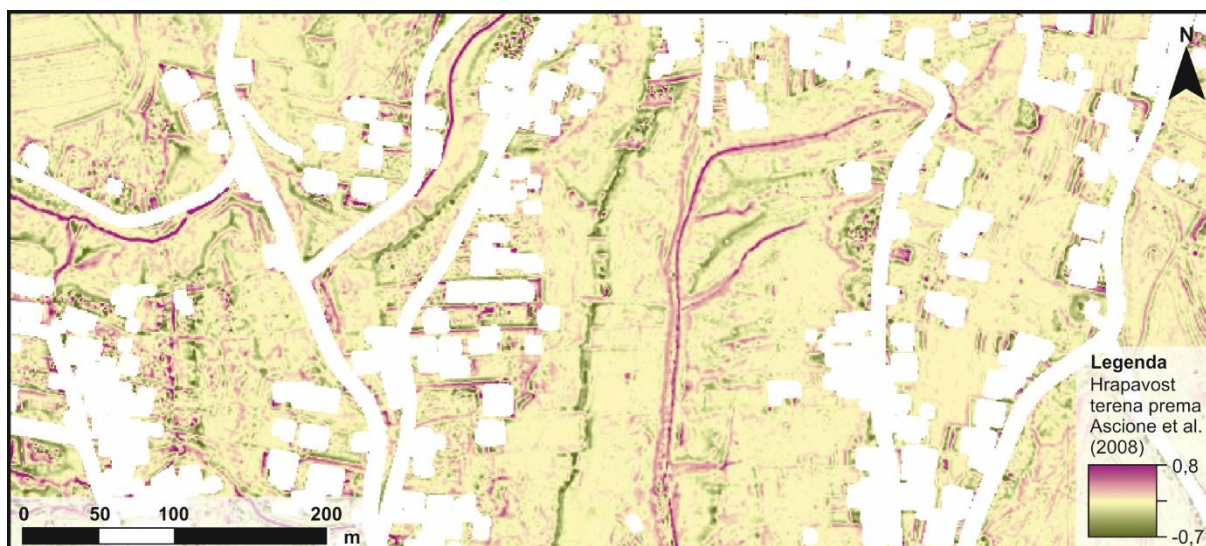 N
Legenda
Hrapavost
terena prema
Ascione et al.
(2008)
0,8
-0,7
0 50 100 200
m